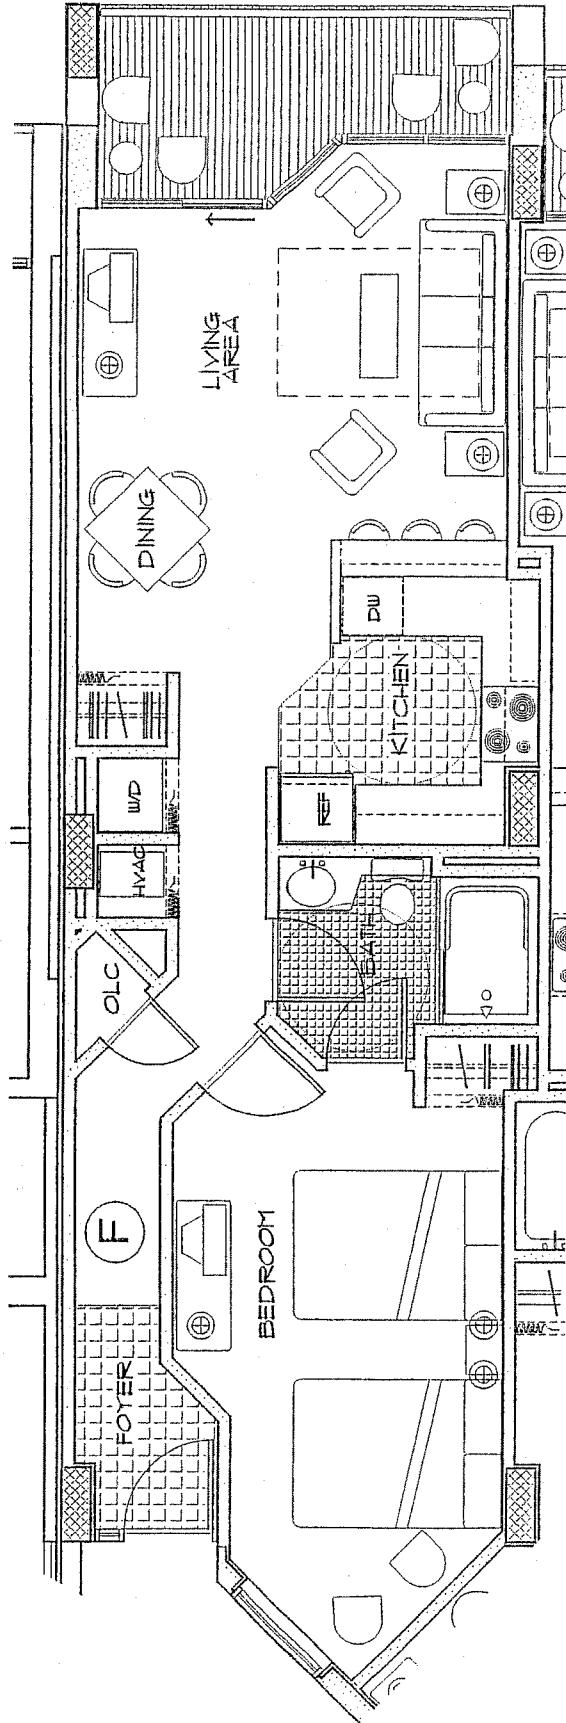 LIVING
AREA
DINING
DW
KITCHEN
W/D
REF
HVAC
BATH
OLC
F
BEDROOM
FOYER